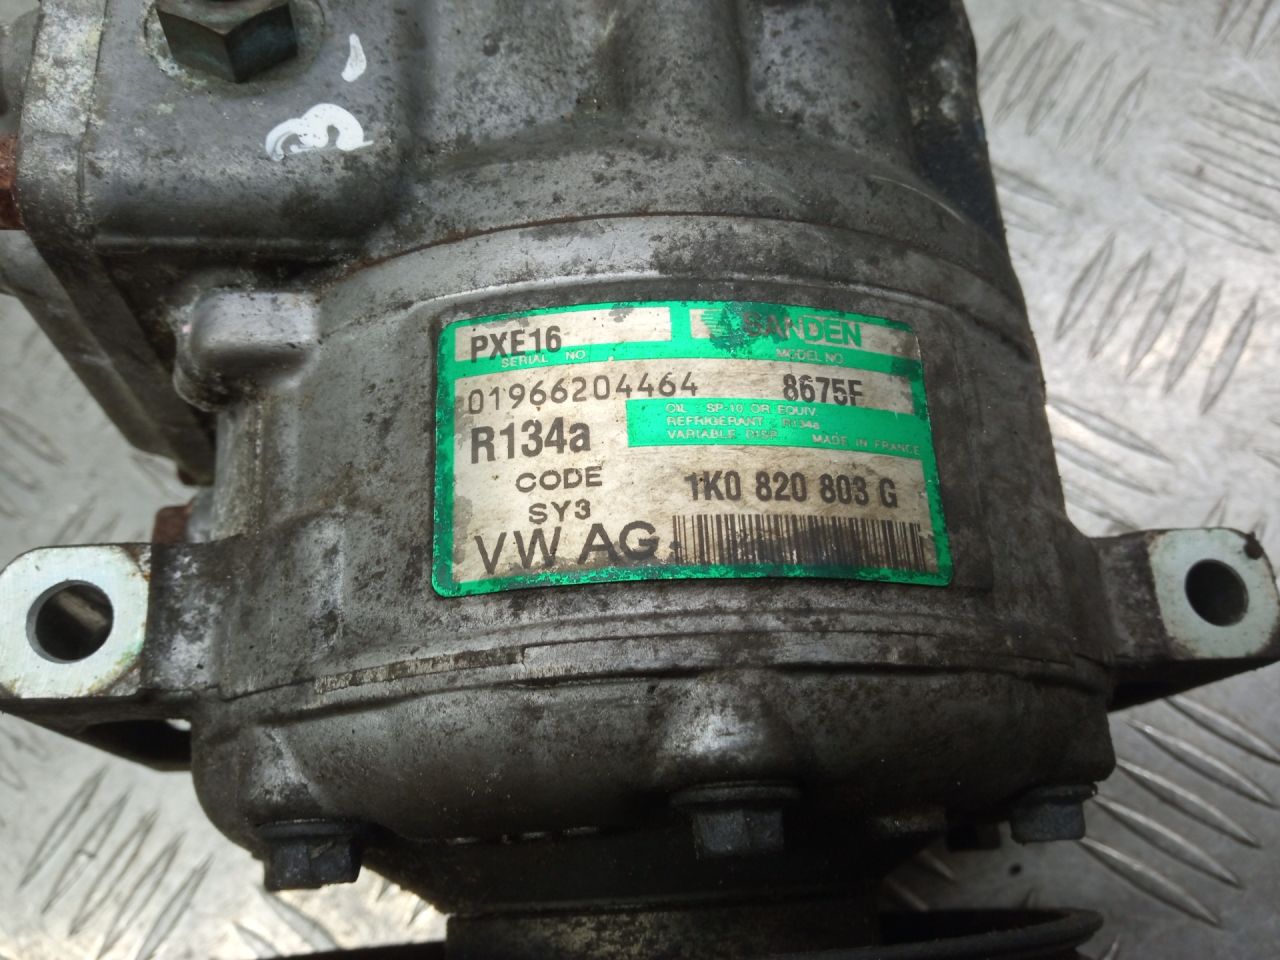 PXE16 SANDEN
SERIAL NO MODEL NO
01966204464 8675F
OIL SP-10 OR EQUIV.
REFRIGERANT R134a
VARIABLE DISP. MADE IN FRANCE
R134a
CODE
SY3
1K0 820 803 G
VW AG